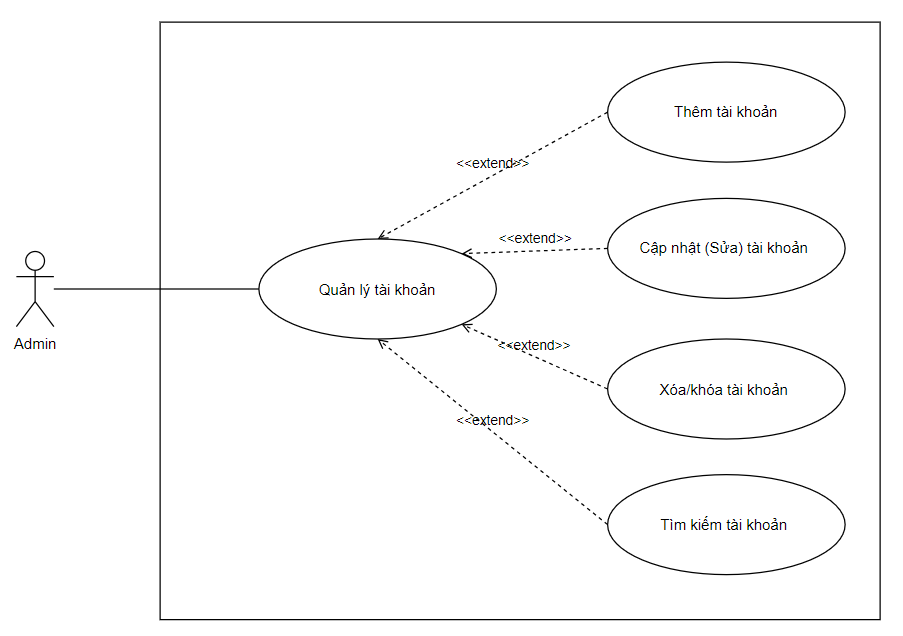 Thêm tài khoản
<<extend>>
<<extend>>
Cập nhật (Sửa) tài khoản
Quản lý tài khoản
Admin
<<extend>>
Xóa/khóa tài khoản
<<extend>>
Tìm kiếm tài khoản